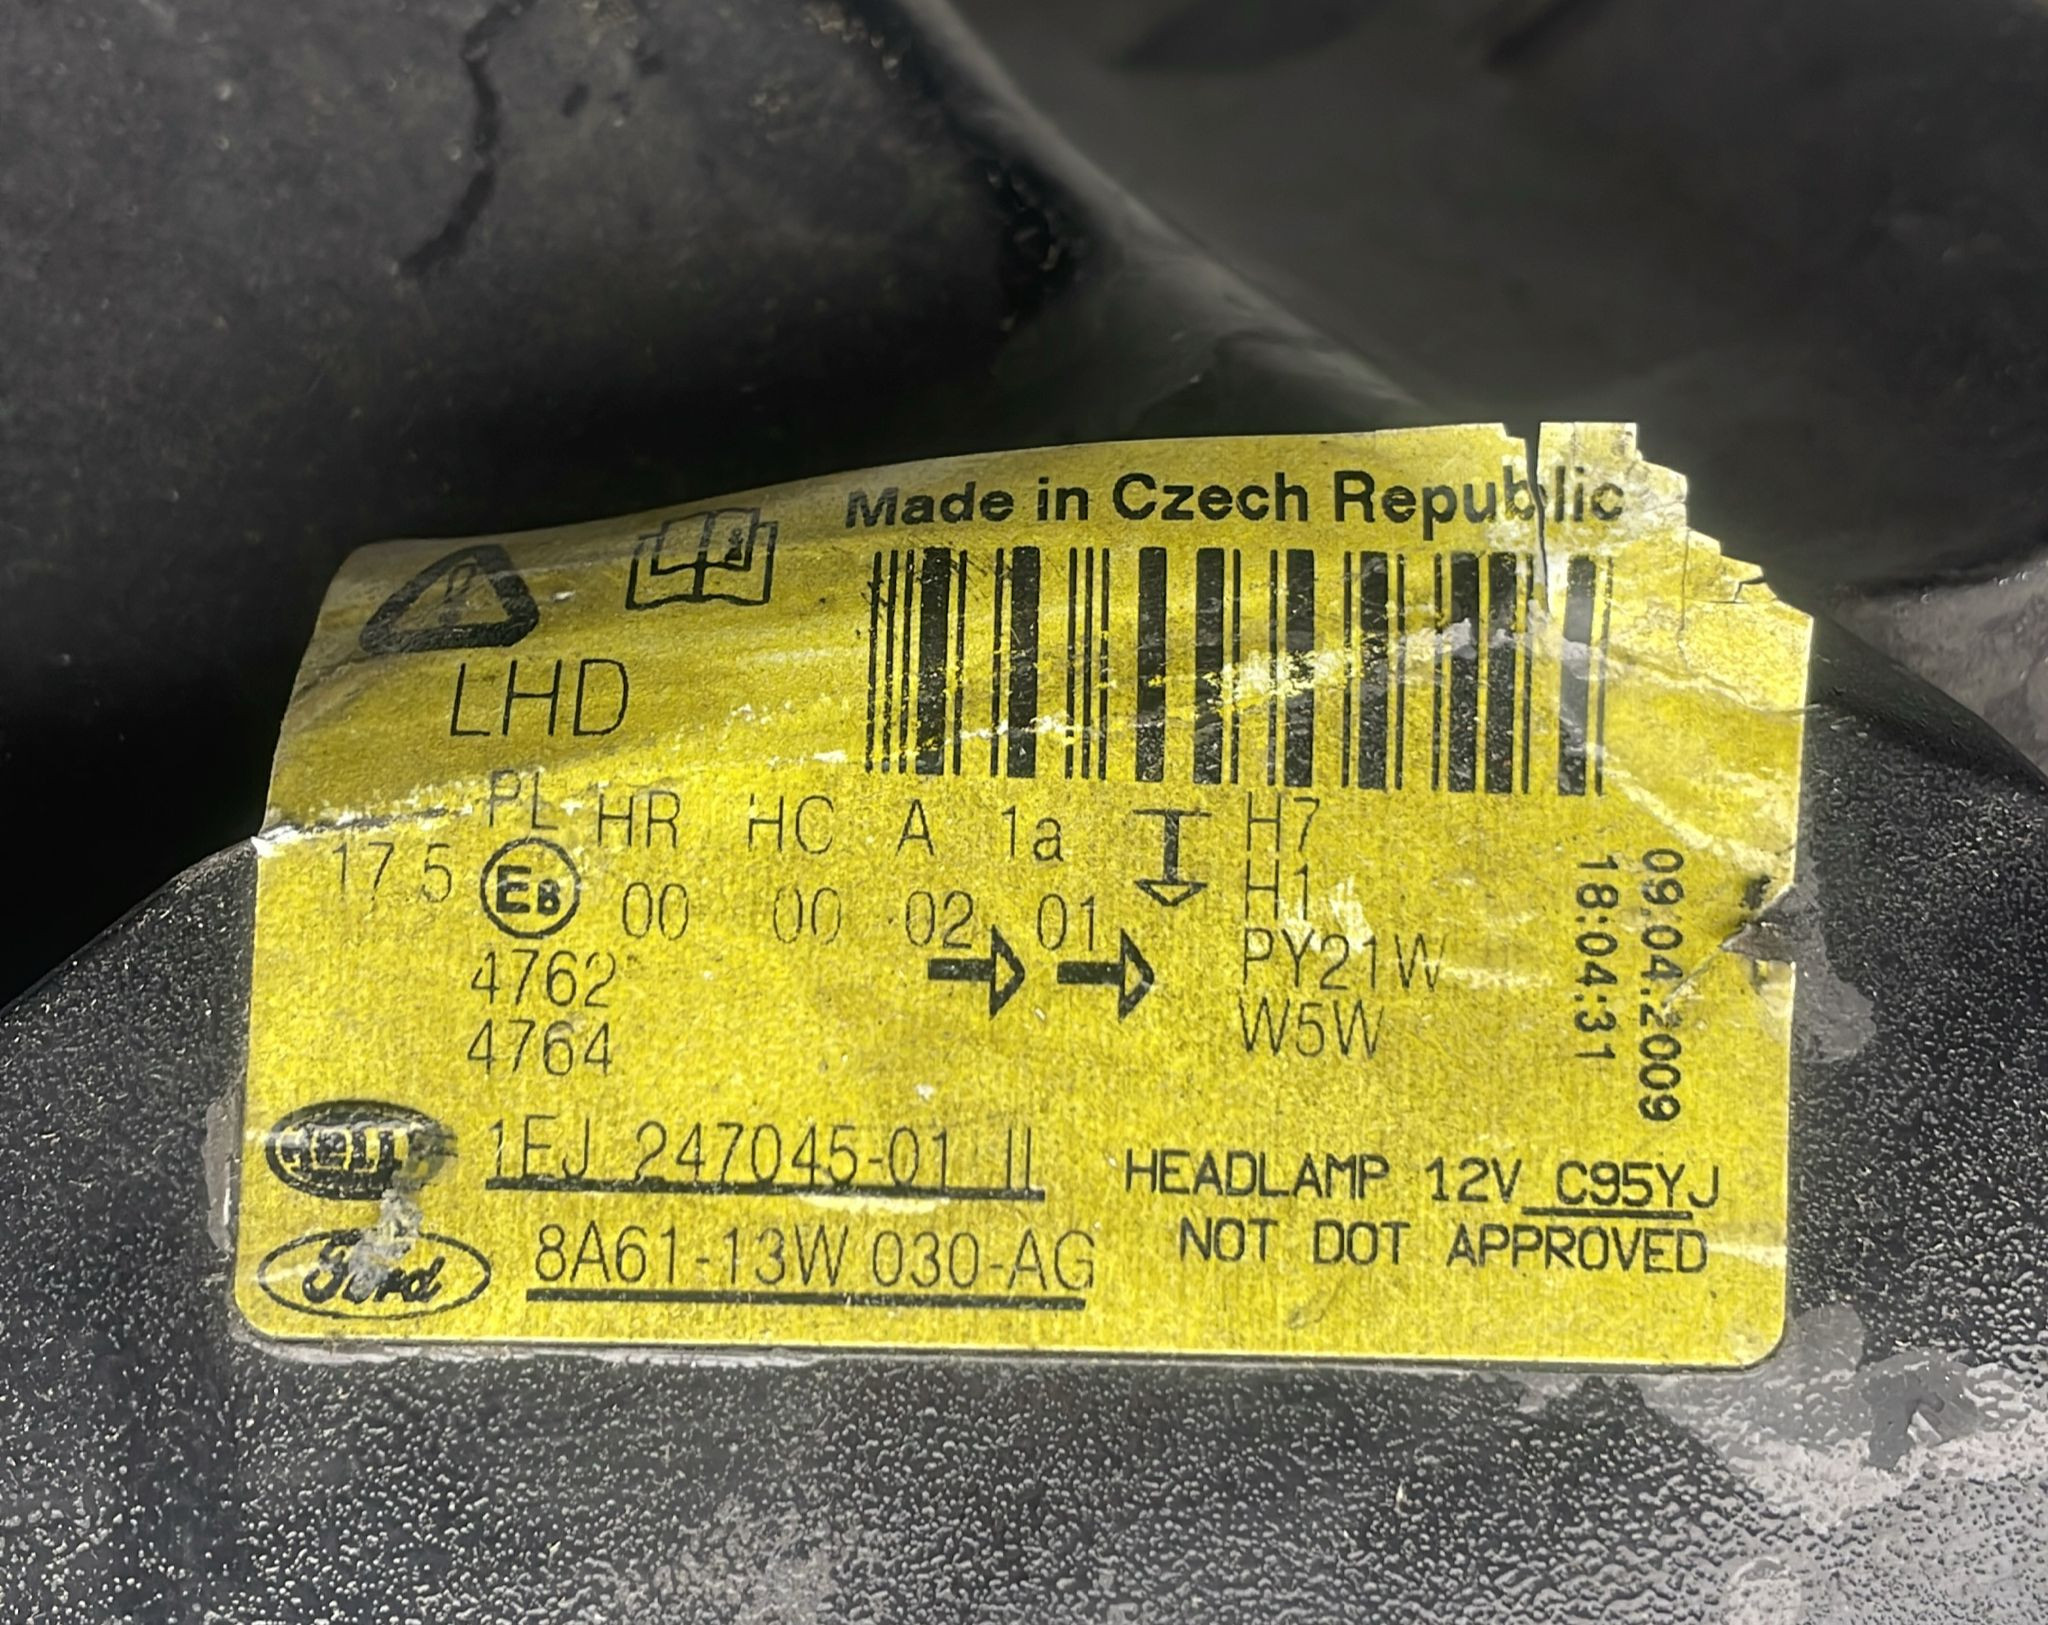 Made in Czech Republic
LHD
PL HR HC A 1a H7
17.5 E8 00 00 02 01 H1
4762 PY21W
4764 W5W
09.04.2009
18:04:31
HELLA 1EJ 247045-01 II
HEADLAMP 12V C95YJ
Ford 8A61-13W 030-AG
NOT DOT APPROVED